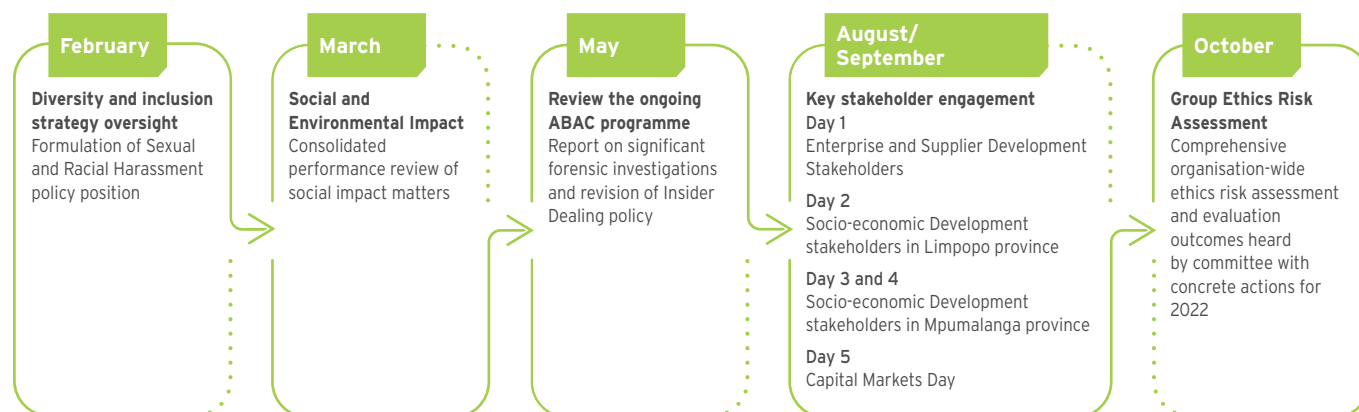 February
Diversity and inclusion
strategy oversight
Formulation of Sexual
and Racial Harassment
policy position
March
Social and
Environmental Impact
Consolidated
performance review of
social impact matters
May
Review the ongoing
ABAC programme
Report on significant
forensic investigations
and revision of Insider
Dealing policy
August/
September
Key stakeholder engagement
Day 1
Enterprise and Supplier Development
Stakeholders
Day 2
Socio-economic Development
stakeholders in Limpopo province
Day 3 and 4
Socio-economic Development
stakeholders in Mpumalanga province
Day 5
Capital Markets Day
October
Group Ethics Risk
Assessment
Comprehensive
organisation-wide
ethics risk assessment
and evaluation
outcomes heard
by committee with
concrete actions for
2022